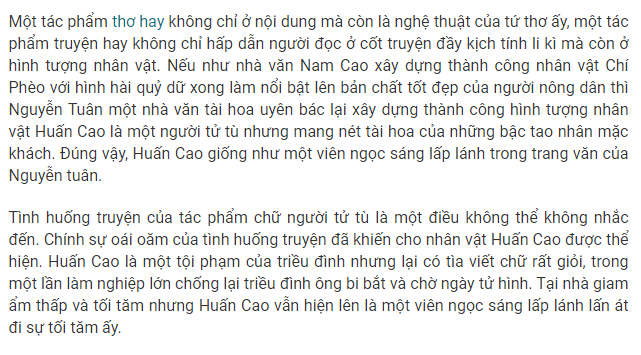 Một tác phẩm thơ hay không chỉ ở nội dung mà còn là nghệ thuật của tứ thơ ấy, một tác
phẩm truyện hay không chỉ hấp dẫn người đọc ở cốt truyện đầy kịch tính li kì mà còn ở
hình tượng nhân vật. Nếu như nhà văn Nam Cao xây dựng thành công nhân vật Chí
Phèo với hình hài quỷ dữ xong làm nổi bật lên bản chất tốt đẹp của người nông dân thì
Nguyễn Tuân một nhà văn tài hoa uyên bác lại xây dựng thành công hình tượng nhân
vật Huấn Cao là một người tử tù nhưng mang nét tài hoa của những bậc tao nhân mặc
khách. Đúng vậy, Huấn Cao giống như một viên ngọc sáng lấp lánh trong trang văn của
Nguyễn tuân.
Tình huống truyện của tác phẩm chữ người tử tù là một điều không thể không nhắc
đến. Chính sự oái oăm của tình huống truyện đã khiến cho nhân vật Huấn Cao được thể
hiện. Huấn Cao là một tội phạm của triều đình nhưng lại có tìa viết chữ rất giỏi, trong
một lần làm nghiệp lớn chống lại triều đình ông bi bắt và chờ ngày tử hình. Tại nhà giam
ẩm thấp và tối tăm nhưng Huấn Cao vẫn hiện lên là một viên ngọc sáng lấp lánh lấn át
đi sự tối tăm ấy.